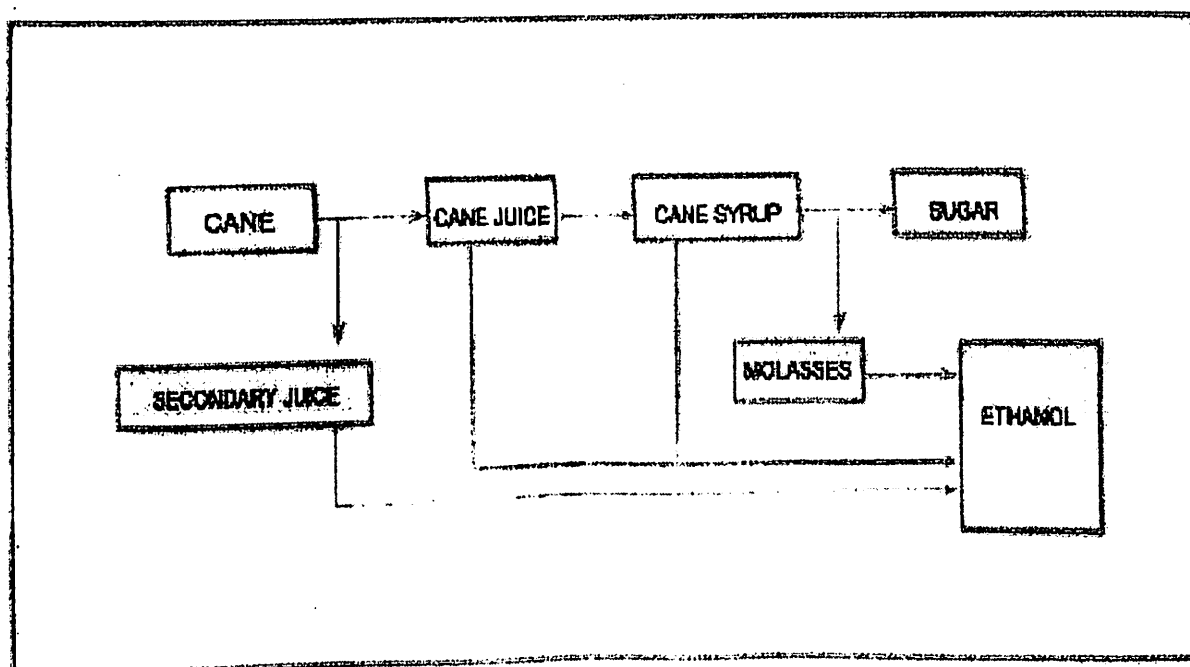 CANE
CANE JUICE
CANE SYRUP
SUGAR
SECONDARY JUICE
MOLASSES
ETHANOL